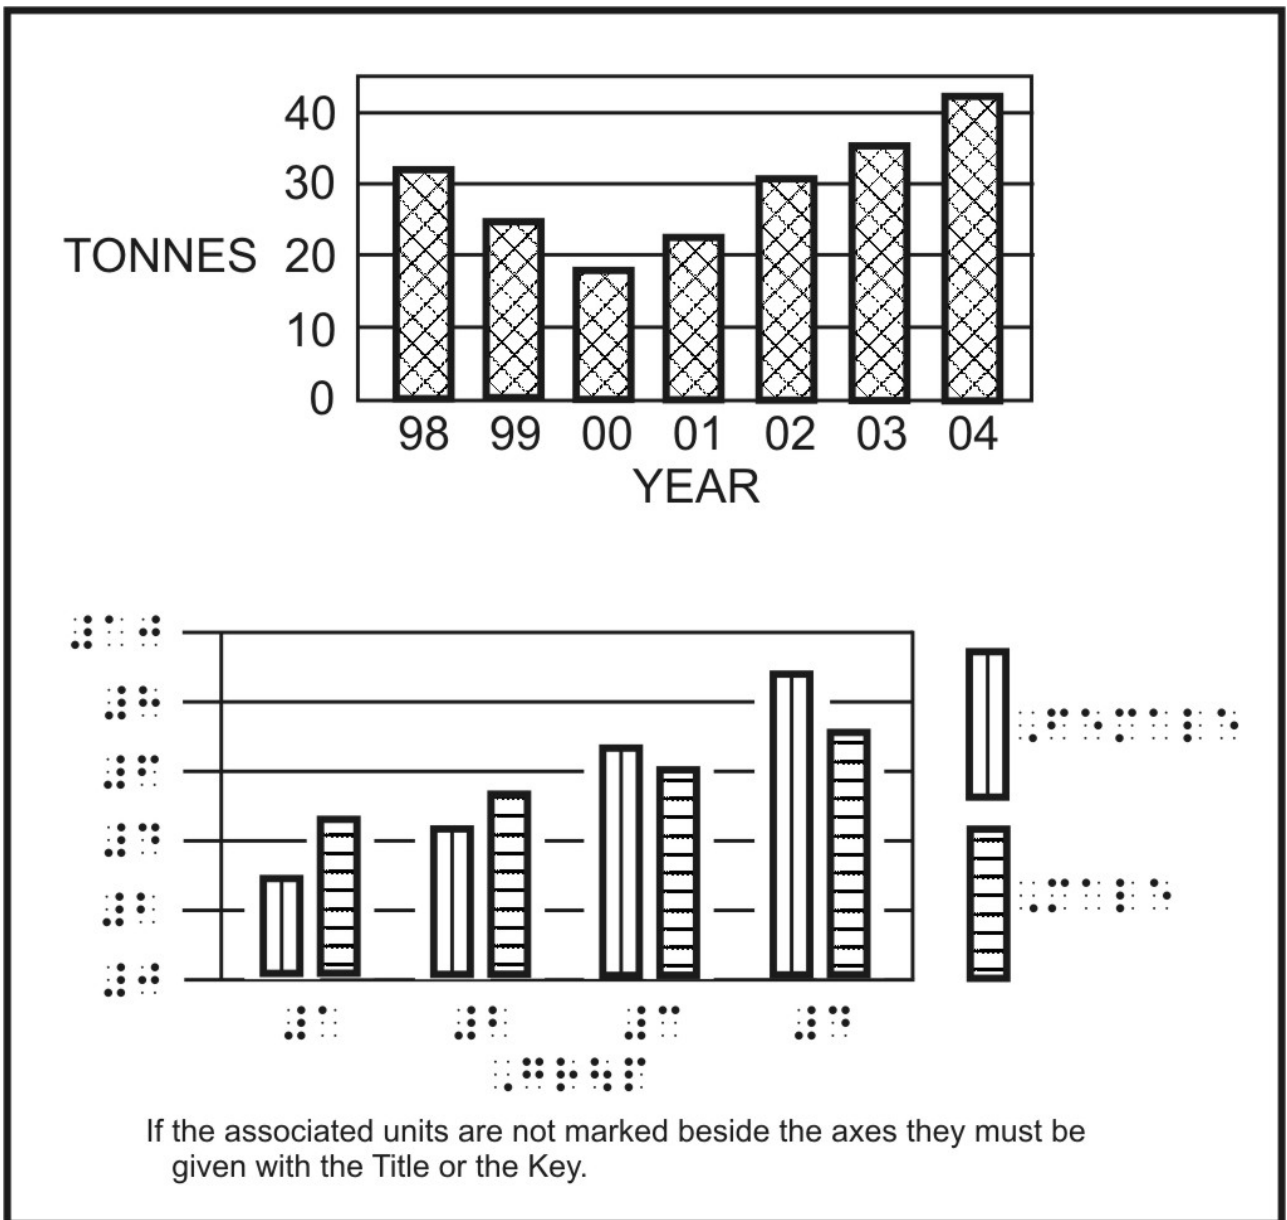 40
30
TONNES 20
10
0
98 99 00 01 02 03 04
YEAR
⠼⠁⠚
⠼⠓
⠠⠋⠑⠍⠁⠇⠑
⠼⠋
⠼⠙
⠠⠍⠁⠇⠑
⠼⠃
⠼⠚
⠼⠁ ⠼⠃ ⠼⠉ ⠼⠙
⠠⠛⠗⠳⠏
If the associated units are not marked beside the axes they must be
given with the Title or the Key.